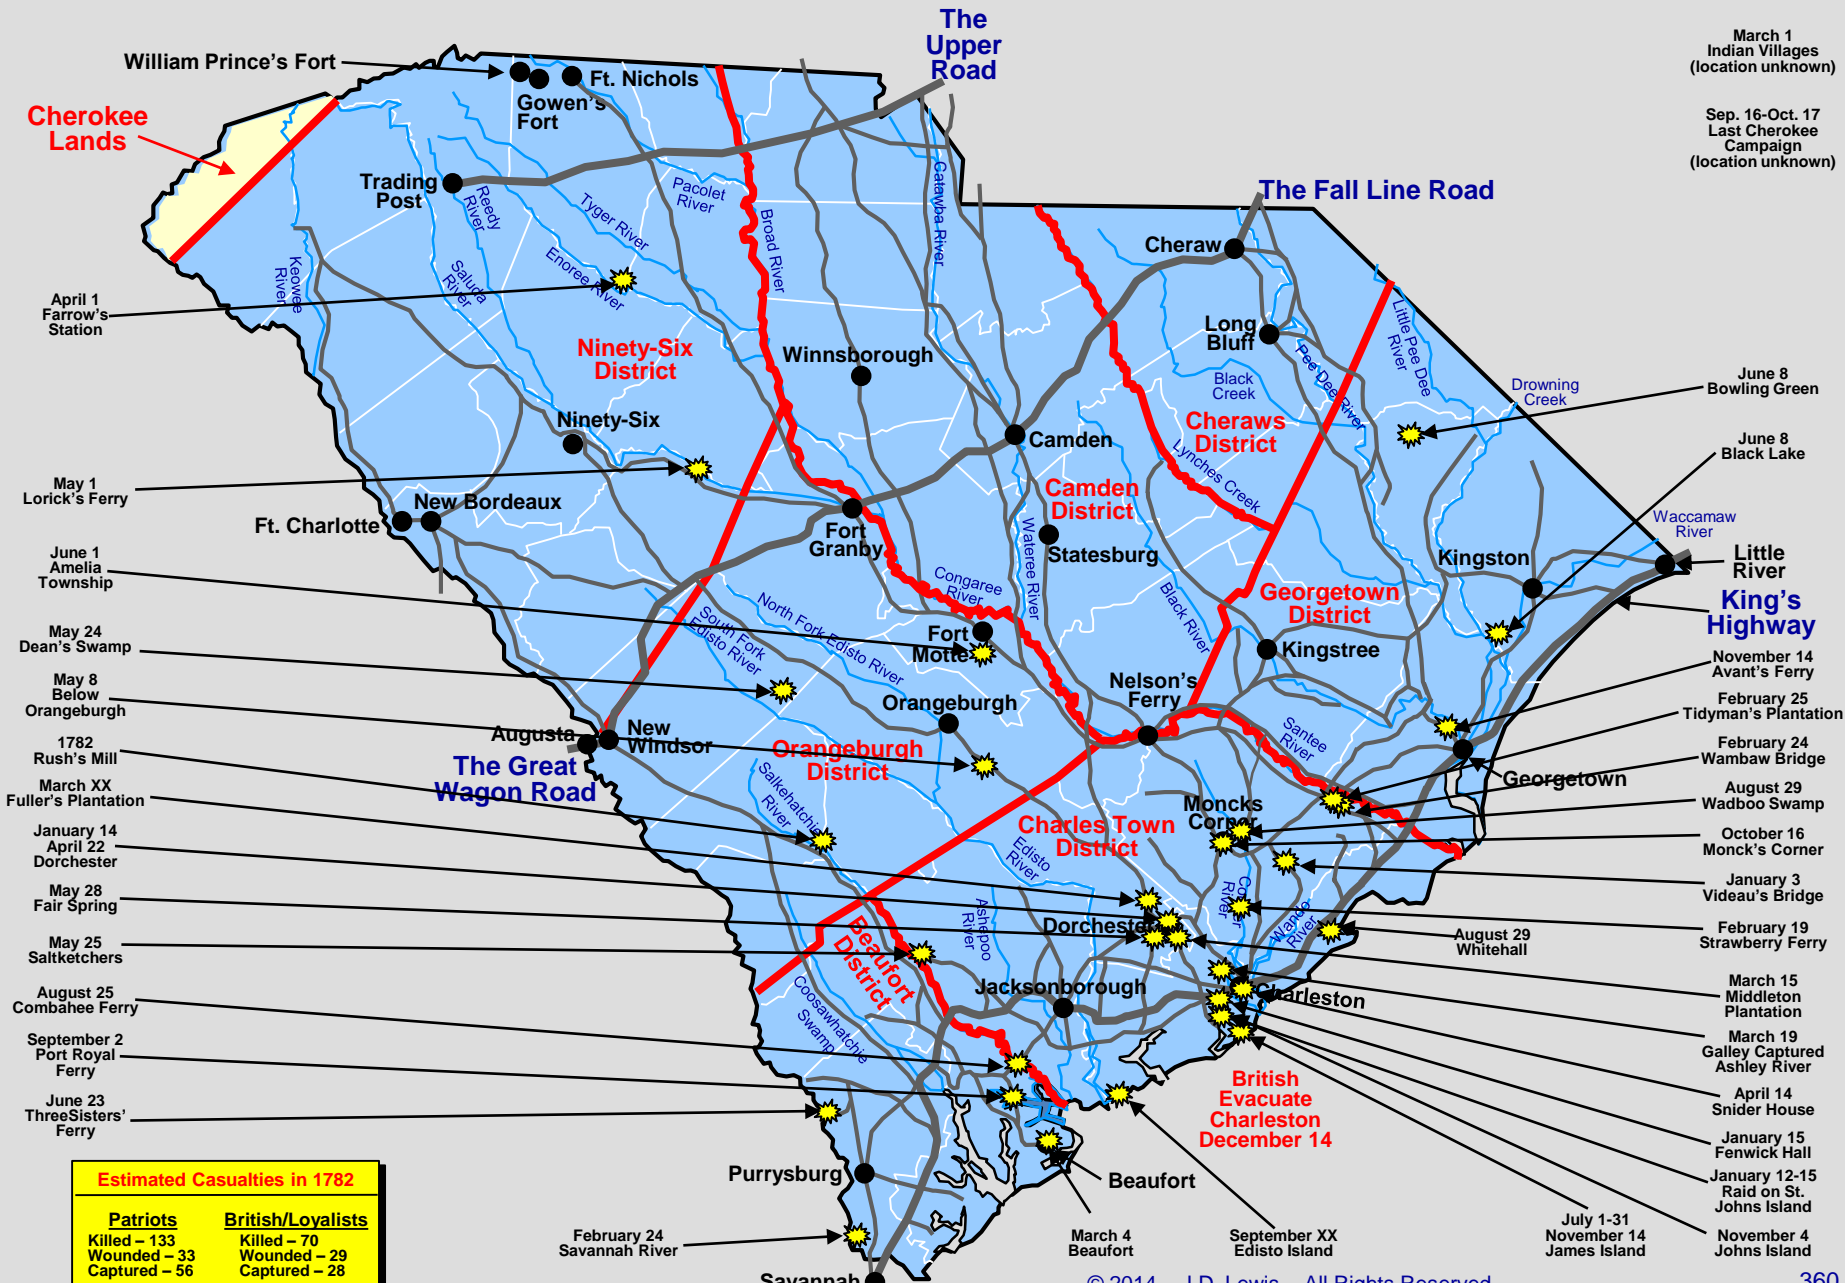 The
Upper
Road
March 1
Indian Villages
(location unknown)
William Prince's Fort
Ft. Nichols
Gowen's
Fort
Cherokee
Lands
Sep. 16-Oct. 17
Last Cherokee
Campaign
(location unknown)
Trading
Post
Reedy
River
Tyger River
Pacolet
River
Catawba River
The Fall Line Road
Broad River
Cheraw
Keowee
River
Saluda
River
Enoree River
April 1
Farrow's
Station
Ninety-Six
District
Winnsborough
Long
Bluff
Pee Dee River
Little Pee Dee
River
Black
Creek
Drowning
Creek
June 8
Bowling Green
Ninety-Six
Camden
Cheraws
District
June 8
Black Lake
Lynches Creek
May 1
Lorick's Ferry
New Bordeaux
Ft. Charlotte
Camden
District
Fort
Granby
Wateree River
Statesburg
Waccamaw
River
Kingston
Little
River
June 1
Amelia
Township
Congaree
River
Black River
Georgetown
District
King's
Highway
South Fork
Edisto River
North Fork Edisto River
Fort
Motte
Kingstree
May 24
Dean's Swamp
November 14
Avant's Ferry
May 8
Below
Orangeburgh
Orangeburgh
Nelson's
Ferry
February 25
Tidyman's Plantation
Augusta
New
Windsor
Santee
River
1782
Rush's Mill
The Great
Wagon Road
Orangeburgh
District
Georgetown
February 24
Wambaw Bridge
March XX
Fuller's Plantation
Salkehatchie
River
Moncks
Corner
August 29
Wadboo Swamp
January 14
April 22
Dorchester
Charles Town
District
Edisto
River
October 16
Monck's Corner
May 28
Fair Spring
Cooper
River
January 3
Videau's Bridge
Ashepoo
River
Dorchester
Wando
River
August 29
Whitehall
February 19
Strawberry Ferry
May 25
Saltketchers
Beaufort
District
March 15
Middleton
Plantation
August 25
Combahee Ferry
Coosawhatchie
Swamp
Jacksonborough
Charleston
March 19
Galley Captured
Ashley River
September 2
Port Royal
Ferry
British
Evacuate
Charleston
December 14
April 14
Snider House
June 23
ThreeSisters'
Ferry
January 15
Fenwick Hall
Purrysburg
Beaufort
January 12-15
Raid on St.
Johns Island
Estimated Casualties in 1782
Patriots British/Loyalists
Killed – 133 Killed – 70
Wounded – 33 Wounded – 29
Captured – 56 Captured – 28
February 24
Savannah River
March 4
Beaufort
September XX
Edisto Island
July 1-31
November 14
James Island
November 4
Johns Island
Savannah
© 2014 – J.D. Lewis – All Rights Reserved
360